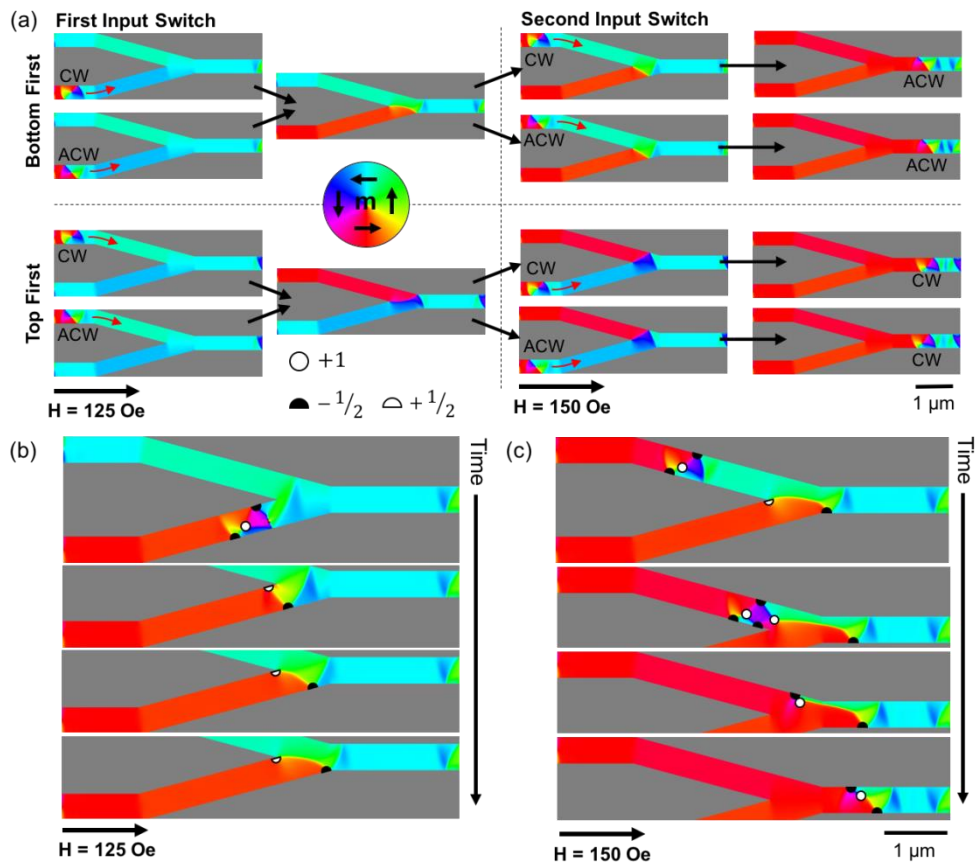 (a)
First Input Switch
Second Input Switch
Bottom First
CW
ACW
CW
ACW
ACW
ACW
m
Top First
CW
ACW
CW
ACW
CW
CW
+1
−1/2
+1/2
H = 125 Oe
H = 150 Oe
1 μm
(b)
Time
(c)
Time
H = 125 Oe
H = 150 Oe
1 μm